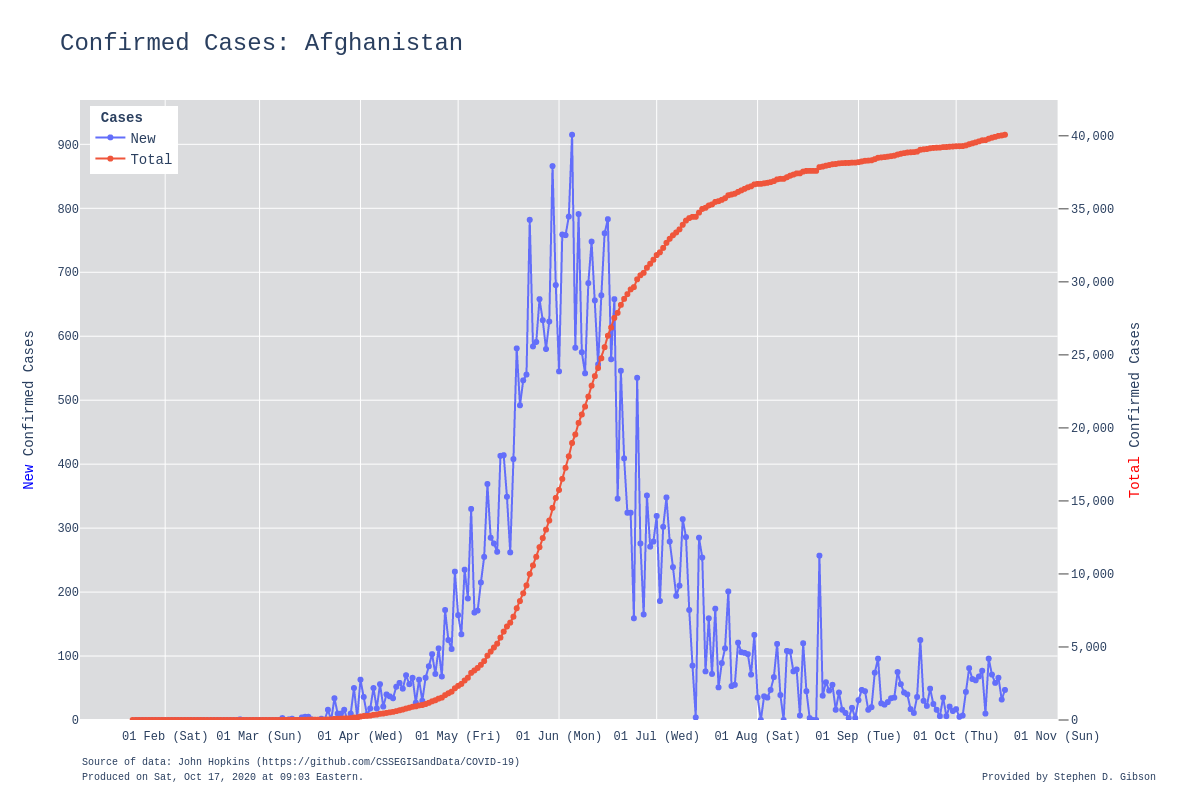 Confirmed Cases: Afghanistan
Cases
New
Total
900
800
700
600
500
400
300
200
100
0
New Confirmed Cases
40,000
35,000
30,000
25,000
20,000
15,000
10,000
5,000
0
Total Confirmed Cases
01 Feb (Sat) 01 Mar (Sun) 01 Apr (Wed) 01 May (Fri) 01 Jun (Mon) 01 Jul (Wed) 01 Aug (Sat) 01 Sep (Tue) 01 Oct (Thu) 01 Nov (Sun)
Source of data: John Hopkins (https://github.com/CSSEGISandData/COVID-19)
Produced on Sat, Oct 17, 2020 at 09:03 Eastern.
Provided by Stephen D. Gibson